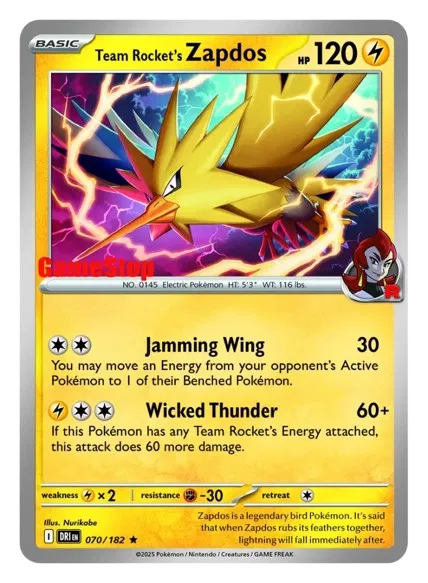 BASIC
Team Rocket's Zapdos HP 120
GameStop
R
NO. 0145 Electric Pokémon HT: 5'3" WT: 116 lbs.
Jamming Wing 30
You may move an Energy from your opponent's Active
Pokémon to 1 of their Benched Pokémon.
Wicked Thunder 60+
If this Pokémon has any Team Rocket's Energy attached,
this attack does 60 more damage.
weakness × 2 resistance -30 retreat
Illus. Nurikabe
I DRI EN 070/182 ★
Zapdos is a legendary bird Pokémon. It's said
that when Zapdos rubs its feathers together,
lightning will fall immediately after.
©2025 Pokémon / Nintendo / Creatures / GAME FREAK